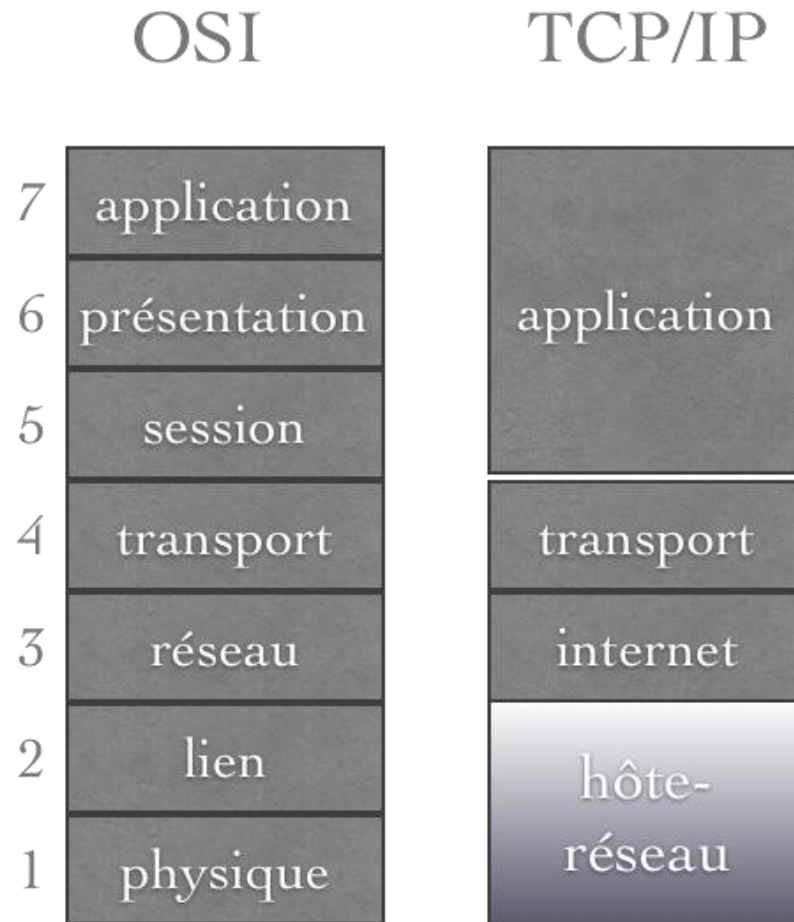 OSI
TCP/IP
7
application
6
présentation
5
session
4
transport
3
réseau
2
lien
1
physique
application
transport
internet
hôte-
réseau